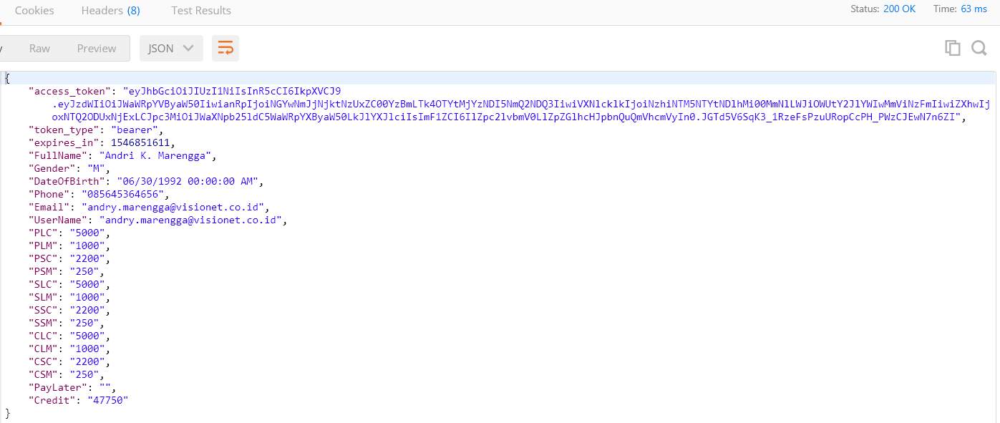 Cookies Headers (8) Test Results Status: 200 OK Time: 63 ms
Raw Preview JSON
{
"access_token": "eyJhbGciOiJIUzI1NiIsInR5cCI6IkpXVCJ9
.eyJzdWIiOiJWaWRpYVByaW50IiwianRpIjoiNGYwNmJjNjktNzUxZC00YzBmLTk4OTYtMjYzNDI5NmQ2NDQ3IiwiVXNlcklkIjoiNzhiNTM5NTYtNDlhMi00MmNlLWJiOWUtY2JlYWIwMmViNzFmIiwiZXhwIj
oxNTQ2ODUxNjExLCJpc3MiOiJWaXNpb25ldC5WaWRpYXByaW50LkJlYXJlciIsImF1ZCI6IlZpc2lvbmV0LlZpZGlhcHJpbnQuQmVhcmVyIn0.JGTd5V6SqK3_1RzeFsPzuURopCcPH_PWzCJEwN7n6ZI",
"token_type": "bearer",
"expires_in": 1546851611,
"FullName": "Andri K. Marengga",
"Gender": "M",
"DateOfBirth": "06/30/1992 00:00:00 AM",
"Phone": "085645364656",
"Email": "andry.marengga@visionet.co.id",
"UserName": "andry.marengga@visionet.co.id",
"PLC": "5000",
"PLM": "1000",
"PSC": "2200",
"PSM": "250",
"SLC": "5000",
"SLM": "1000",
"SSC": "2200",
"SSM": "250",
"CLC": "5000",
"CLM": "1000",
"CSC": "2200",
"CSM": "250",
"PayLater": "",
"Credit": "47750"
}